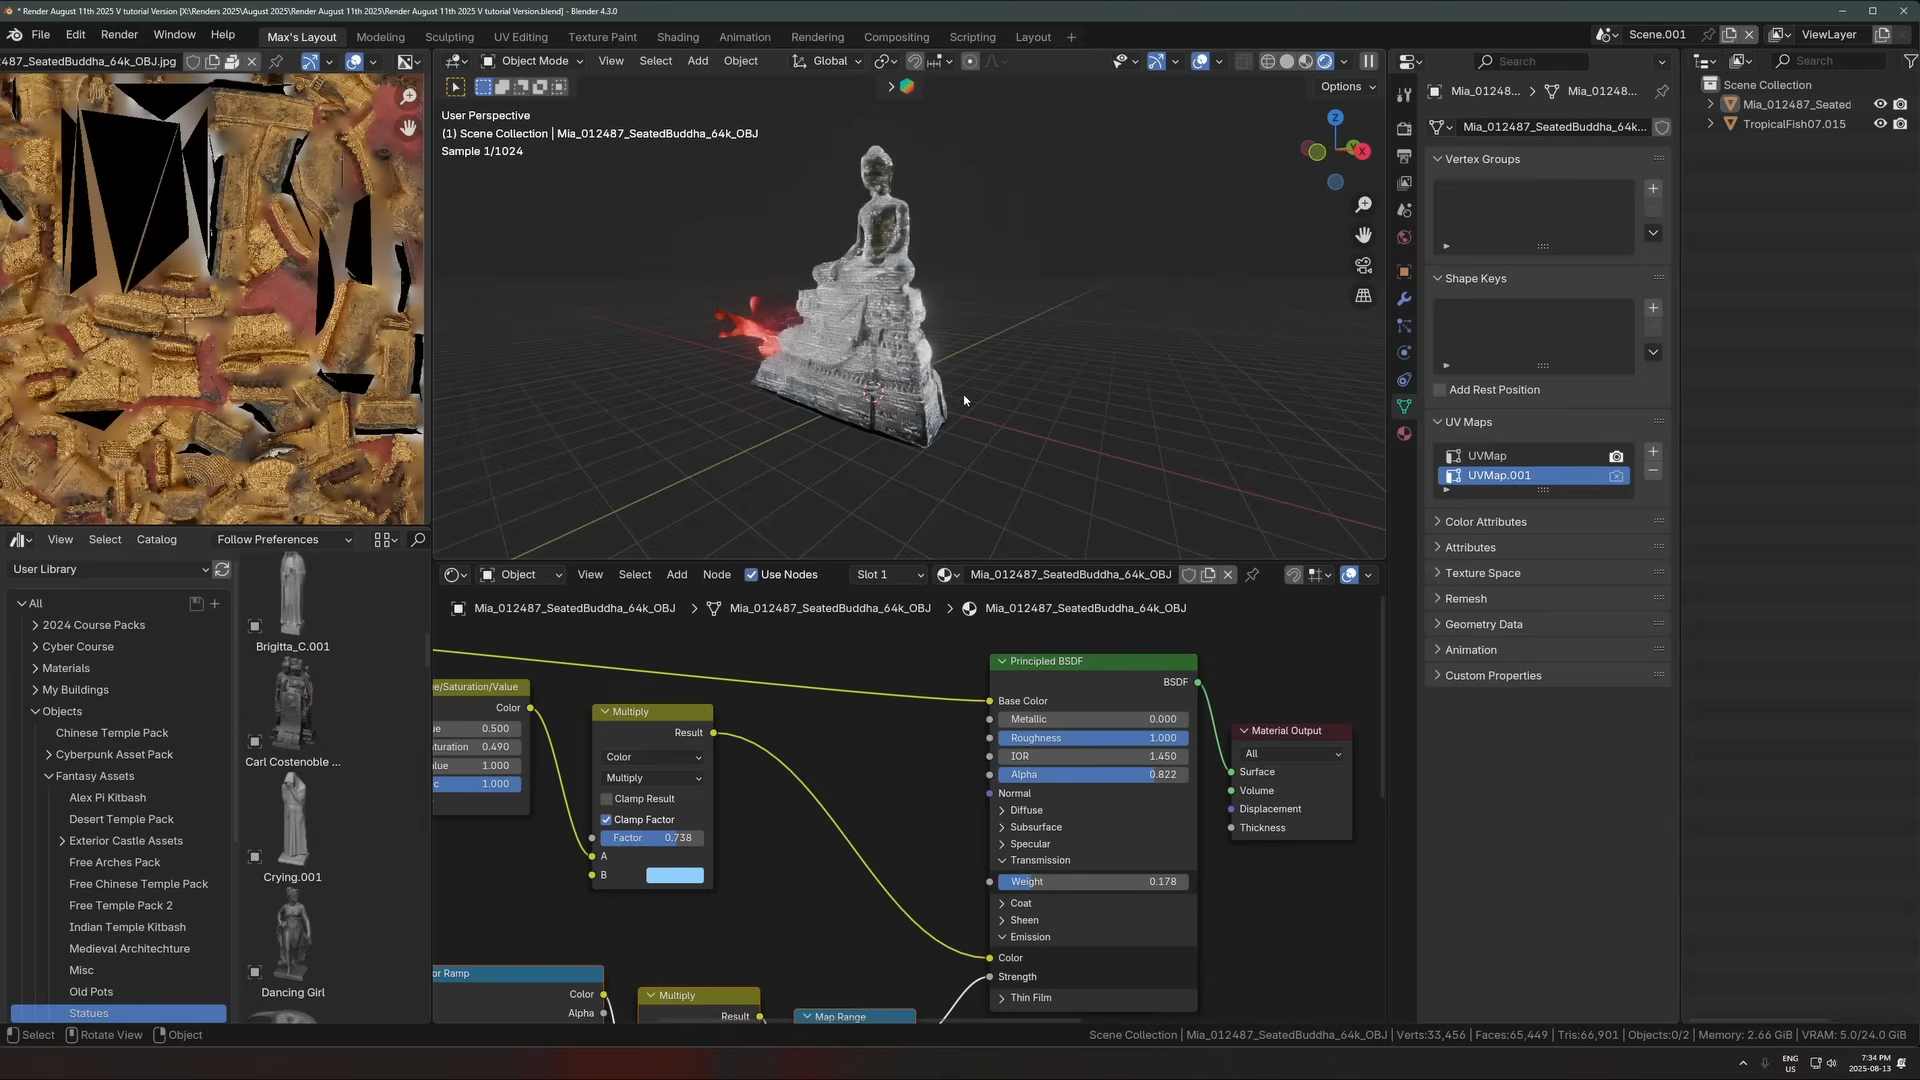 * Render August 11th 2025 V tutorial Version [X:\Renders 2025\August 2025\Render August 11th 2025\Render August 11th 2025 V tutorial Version.blend] - Blender 4.3.0
File Edit Render Window Help Max's Layout Modeling Sculpting UV Editing Texture Paint Shading Animation Rendering Compositing Scripting Layout Scene.001 ViewLayer
487_SeatedBuddha_64k_OBJ.jpg
Object Mode View Select Add Object Global
Search
Search
Options
User Perspective
(1) Scene Collection | Mia_012487_SeatedBuddha_64k_OBJ
Sample 1/1024
Z
Y
X
Mia_01248... Mia_01248...
Mia_012487_SeatedBuddha_64k...
Vertex Groups
Shape Keys
Add Rest Position
UV Maps
UVMap
UVMap.001
Color Attributes
Attributes
Texture Space
Remesh
Geometry Data
Animation
Custom Properties
Scene Collection
Mia_012487_Seated
TropicalFish07.015
View Select Catalog Follow Preferences
User Library
All
2024 Course Packs
Cyber Course
Materials
My Buildings
Objects
Chinese Temple Pack
Cyberpunk Asset Pack
Fantasy Assets
Alex Pi Kitbash
Desert Temple Pack
Exterior Castle Assets
Free Arches Pack
Free Chinese Temple Pack
Free Temple Pack 2
Indian Temple Kitbash
Medieval Architechture
Misc
Old Pots
Statues
Brigitta_C.001
Carl Costenoble ...
Crying.001
Dancing Girl
Object View Select Add Node Use Nodes Slot 1 Mia_012487_SeatedBuddha_64k_OBJ
Mia_012487_SeatedBuddha_64k_OBJ Mia_012487_SeatedBuddha_64k_OBJ Mia_012487_SeatedBuddha_64k_OBJ
e/Saturation/Value
Color
ue 0.500
turation 0.490
lue 1.000
c 1.000
Multiply
Result
Color
Multiply
Clamp Result
Clamp Factor
Factor 0.738
A
B
Principled BSDF
BSDF
Base Color
Metallic 0.000
Roughness 1.000
IOR 1.450
Alpha 0.822
Normal
Diffuse
Subsurface
Specular
Transmission
Weight 0.178
Coat
Sheen
Emission
Color
Strength
Thin Film
Material Output
All
Surface
Volume
Displacement
Thickness
or Ramp
Color
Alpha
Multiply
Result
Map Range
Select Rotate View Object
Scene Collection | Mia_012487_SeatedBuddha_64k_OBJ | Verts:33,456 | Faces:65,449 | Tris:66,901 | Objects:0/2 | Memory: 2.66 GiB | VRAM: 5.0/24.0 GiB
ENG
US
7:34 PM
2025-08-13